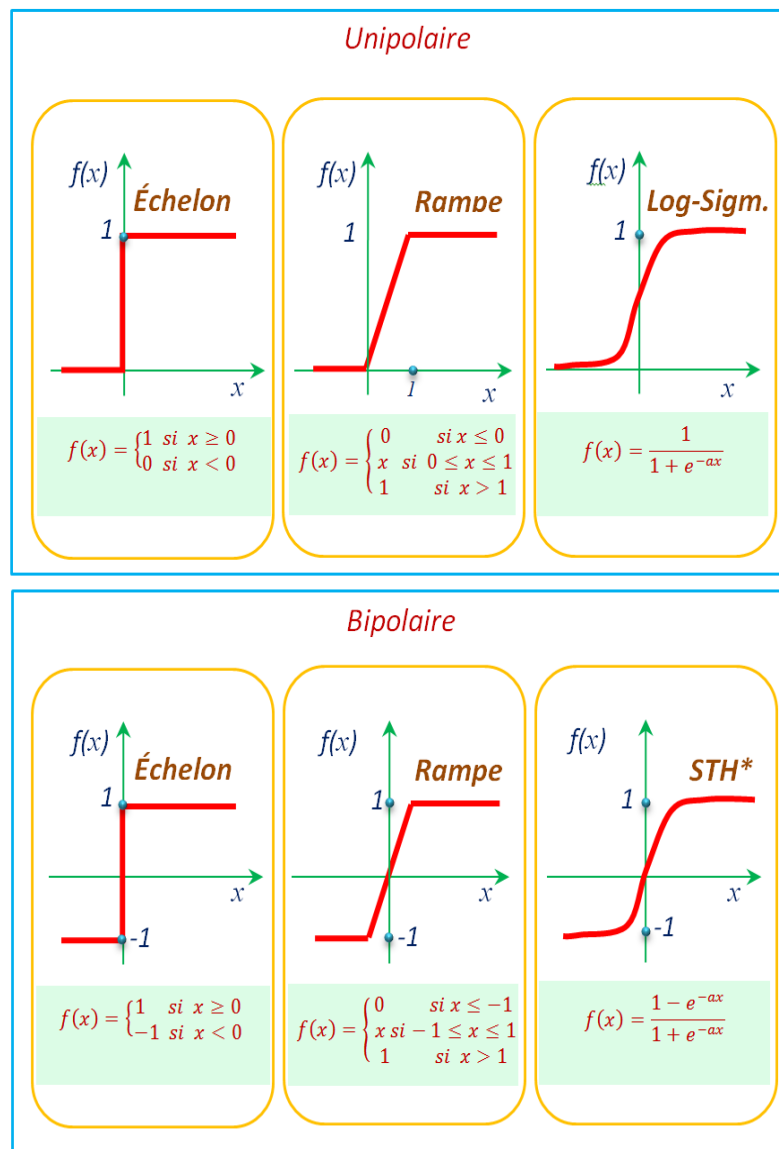 Unipolaire
f(x)
Échelon
1
x
f(x) = {1 si x ≥ 0
0 si x < 0
f(x)
Rampe
1
1
x
f(x) = {0 si x ≤ 0
x si 0 ≤ x ≤ 1
1 si x > 1
f(x)
Log-Sigm.
1
x
f(x) = 1 / (1 + e^{-ax})
Bipolaire
f(x)
Échelon
1
x
-1
f(x) = {1 si x ≥ 0
−1 si x < 0
f(x)
Rampe
1
x
-1
f(x) = {0 si x ≤ −1
x si − 1 ≤ x ≤ 1
1 si x > 1
f(x)
STH*
1
x
-1
f(x) = (1 − e^{-ax}) / (1 + e^{-ax})